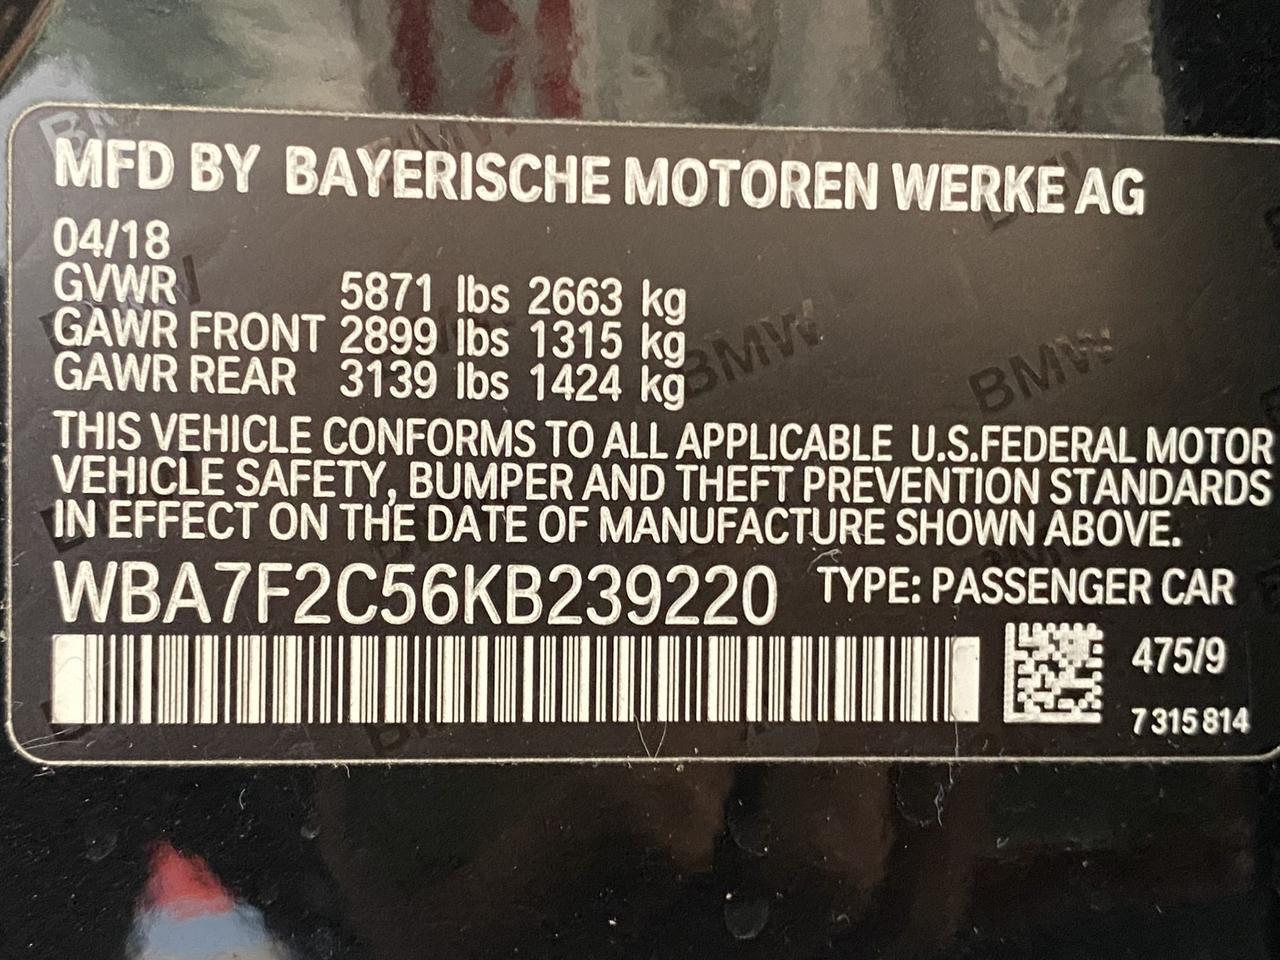 MFD BY BAYERISCHE MOTOREN WERKE AG
04/18
GVWR 5871 lbs 2663 kg
GAWR FRONT 2899 lbs 1315 kg
GAWR REAR 3139 lbs 1424 kg
THIS VEHICLE CONFORMS TO ALL APPLICABLE U.S.FEDERAL MOTOR
VEHICLE SAFETY, BUMPER AND THEFT PREVENTION STANDARDS
IN EFFECT ON THE DATE OF MANUFACTURE SHOWN ABOVE.
WBA7F2C56KB239220 TYPE: PASSENGER CAR
475/9
7 315 814
BMW
BMW